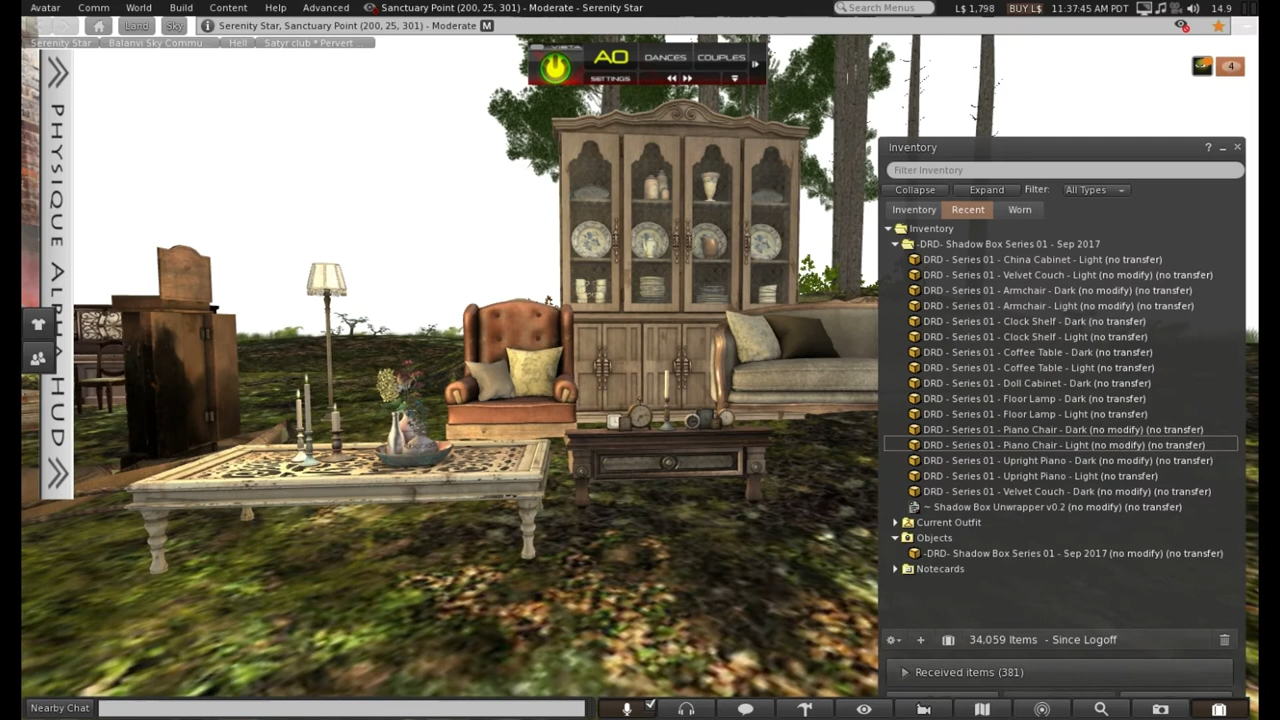 Avatar Comm World Build Content Help Advanced Sanctuary Point (200, 25, 301) - Moderate - Serenity Star Search Menus L$ 1,798 BUY L$ 11:37:45 AM PDT 14.9
Land Sky Serenity Star, Sanctuary Point (200, 25, 301) - Moderate M
Serenity Star Balanvi Sky Commu Hell Satyr club * Pervert
VISTA
AO DANCES COUPLES
SETTINGS
4
PHYSIQUE ALPHA HUD
Inventory ? _ ×
Filter Inventory
Collapse Expand Filter: All Types
Inventory Recent Worn
Inventory
-DRD- Shadow Box Series 01 - Sep 2017
DRD - Series 01 - China Cabinet - Light (no transfer)
DRD - Series 01 - Velvet Couch - Light (no modify) (no transfer)
DRD - Series 01 - Armchair - Dark (no modify) (no transfer)
DRD - Series 01 - Armchair - Light (no modify) (no transfer)
DRD - Series 01 - Clock Shelf - Dark (no transfer)
DRD - Series 01 - Clock Shelf - Light (no transfer)
DRD - Series 01 - Coffee Table - Dark (no transfer)
DRD - Series 01 - Coffee Table - Light (no transfer)
DRD - Series 01 - Doll Cabinet - Dark (no transfer)
DRD - Series 01 - Floor Lamp - Dark (no transfer)
DRD - Series 01 - Floor Lamp - Light (no transfer)
DRD - Series 01 - Piano Chair - Dark (no modify) (no transfer)
DRD - Series 01 - Piano Chair - Light (no modify) (no transfer)
DRD - Series 01 - Upright Piano - Dark (no modify) (no transfer)
DRD - Series 01 - Upright Piano - Light (no transfer)
DRD - Series 01 - Velvet Couch - Dark (no modify) (no transfer)
~ Shadow Box Unwrapper v0.2 (no modify) (no transfer)
Current Outfit
Objects
-DRD- Shadow Box Series 01 - Sep 2017 (no modify) (no transfer)
Notecards
34,059 Items - Since Logoff
Received items (381)
Nearby Chat